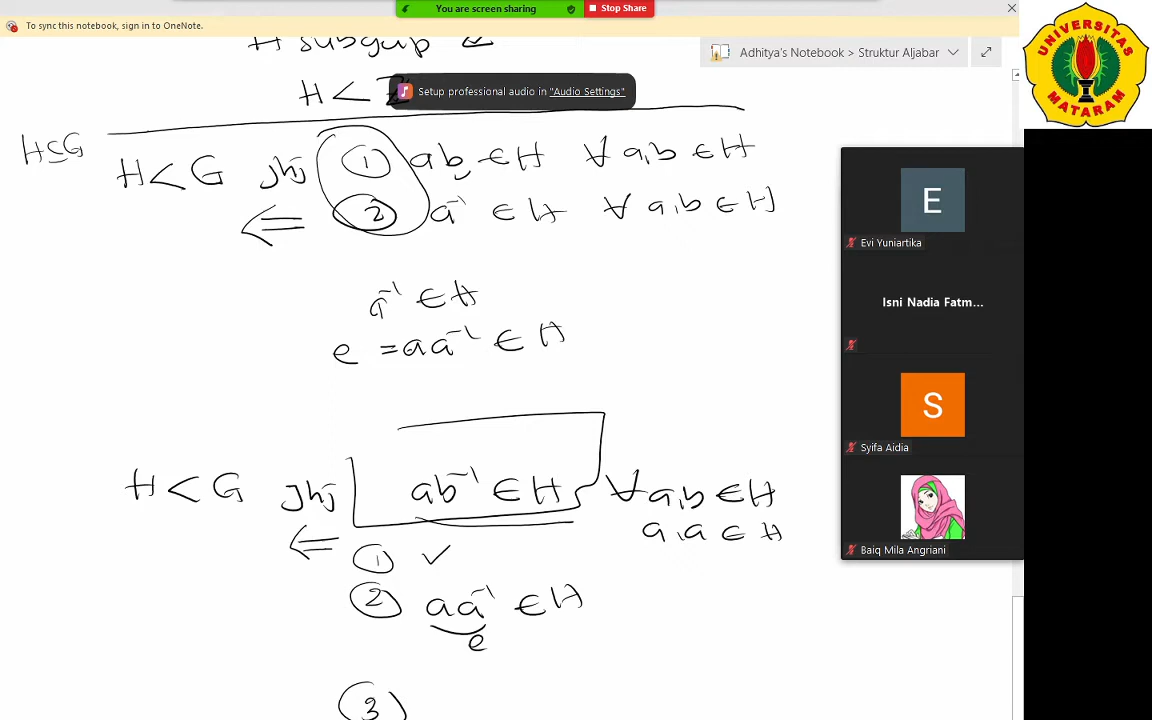 You are screen sharing Stop Share
To sync this notebook, sign in to OneNote.
Adhitya's Notebook > Struktur Aljabar
UNIVERSITAS
MATARAM
H <
Setup professional audio in "Audio Settings"
H ⊆ G
H < G jhj ① ab ∈ H ∀ a,b ∈ H
⇐ ② a⁻¹ ∈ H ∀ a,b ∈ H
a⁻¹ ∈ H
e = aa⁻¹ ∈ H
H < G jhj ab⁻¹ ∈ H ∀ a,b ∈ H
a,a ∈ H
⇐ ① ✓
② aa⁻¹ ∈ H
e
③
E
Evi Yuniartika
Isni Nadia Fatm...
S
Syifa Aidia
Baiq Mila Angriani